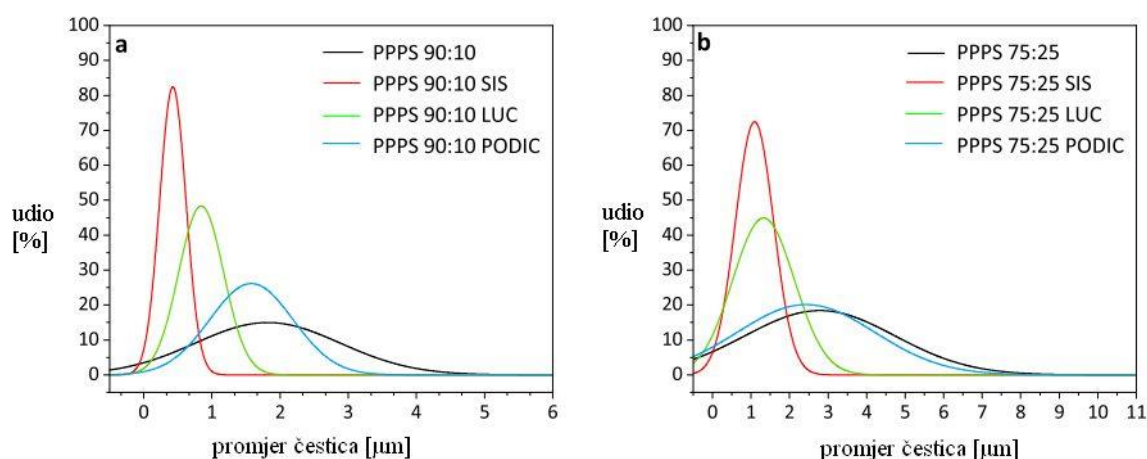 a
PPPS 90:10
PPPS 90:10 SIS
PPPS 90:10 LUC
PPPS 90:10 PODIC
100
90
80
70
60
50
40
30
20
10
0
udio
[%]
0 1 2 3 4 5 6
promjer čestica [µm]
b
PPPS 75:25
PPPS 75:25 SIS
PPPS 75:25 LUC
PPPS 75:25 PODIC
100
90
80
70
60
50
40
30
20
10
0
udio
[%]
0 1 2 3 4 5 6 7 8 9 10 11
promjer čestica [µm]